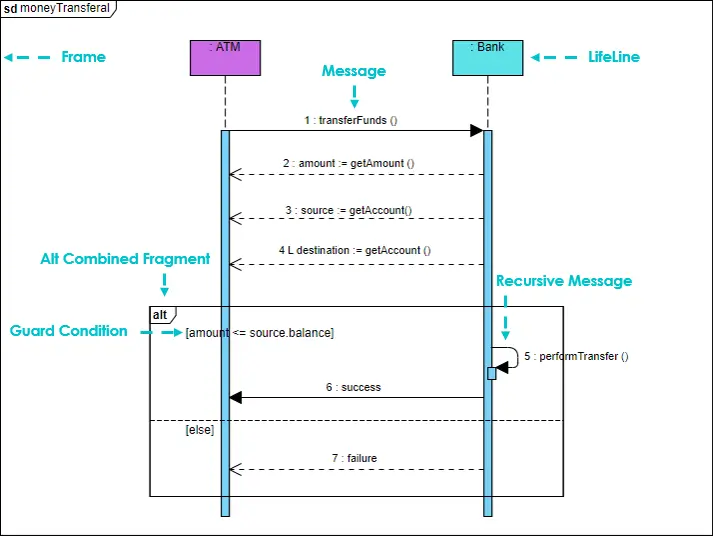 sd moneyTransferal
: ATM
: Bank
Frame
Message
LifeLine
1 : transferFunds ()
2 : amount := getAmount ()
3 : source := getAccount()
4 L destination := getAccount ()
Alt Combined Fragment
Recursive Message
alt
Guard Condition
[amount <= source.balance]
5 : performTransfer ()
6 : success
[else]
7 : failure